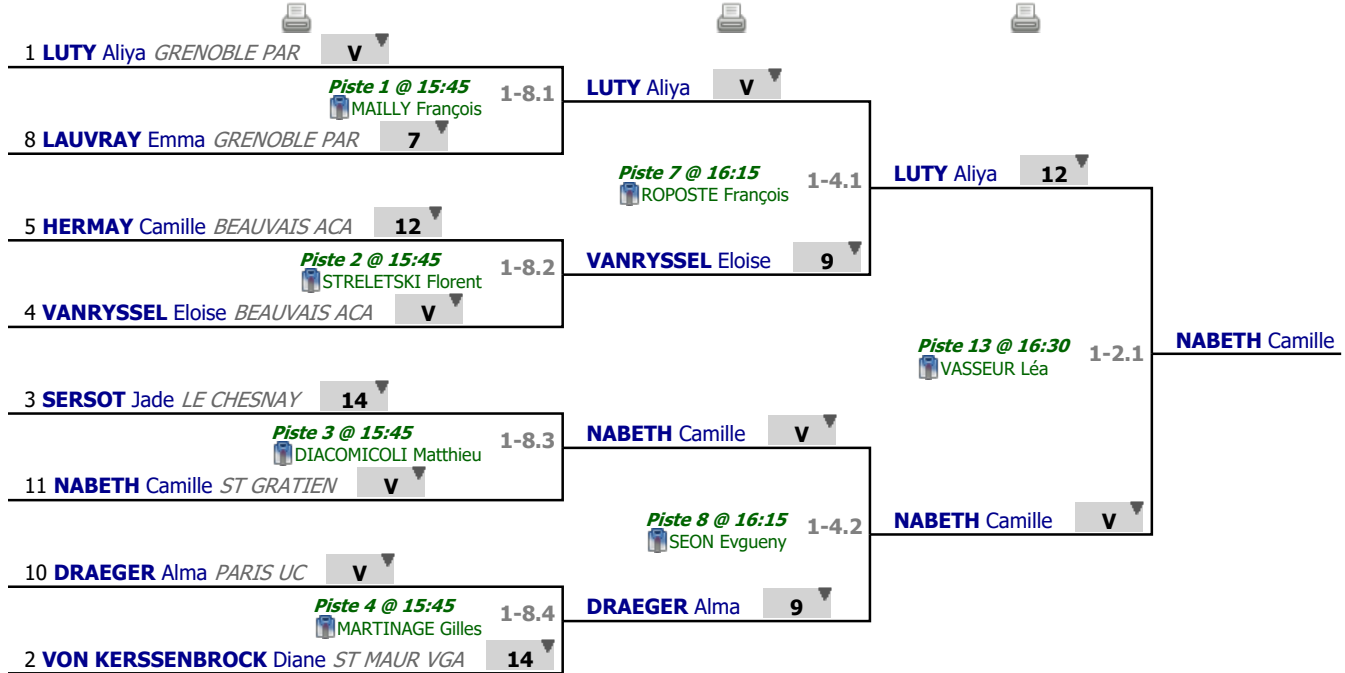 1 LUTY Aliya GRENOBLE PAR V
Piste 1 @ 15:45
MAILLY François
1-8.1
8 LAUVRAY Emma GRENOBLE PAR 7
5 HERMAY Camille BEAUVAIS ACA 12
Piste 2 @ 15:45
STRELETSKI Florent
1-8.2
4 VANRYSSEL Eloise BEAUVAIS ACA V
3 SERSOT Jade LE CHESNAY 14
Piste 3 @ 15:45
DIACOMICOLI Matthieu
1-8.3
11 NABETH Camille ST GRATIEN V
10 DRAEGER Alma PARIS UC V
Piste 4 @ 15:45
MARTINAGE Gilles
1-8.4
2 VON KERSSENBROCK Diane ST MAUR VGA 14
LUTY Aliya V
Piste 7 @ 16:15
ROPOSTE François
1-4.1
VANRYSSEL Eloise 9
NABETH Camille V
Piste 8 @ 16:15
SEON Evgueny
1-4.2
DRAEGER Alma 9
LUTY Aliya 12
Piste 13 @ 16:30
VASSEUR Léa
1-2.1
NABETH Camille V
NABETH Camille